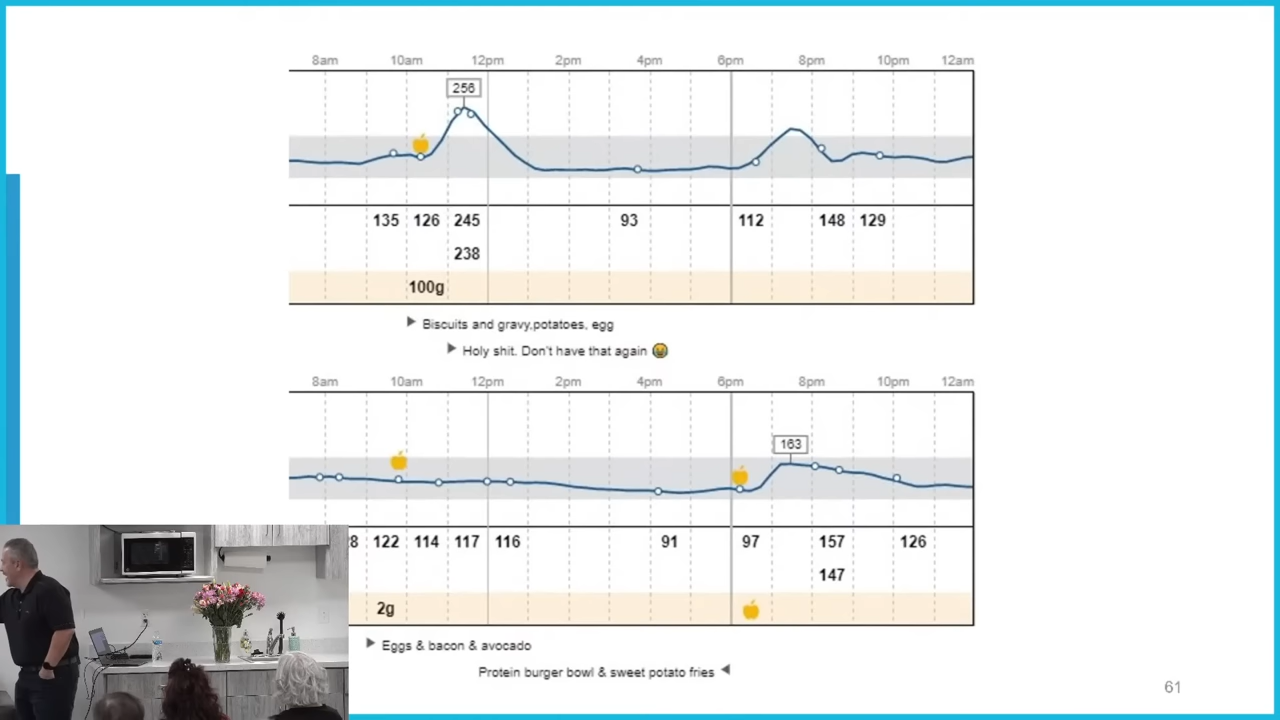 8am 10am 12pm 2pm 4pm 6pm 8pm 10pm 12am
256
135 126 245 93 112 148 129
238
100g
Biscuits and gravy,potatoes, egg
Holy shit. Don't have that again 😭
8am 10am 12pm 2pm 4pm 6pm 8pm 10pm 12am
163
8 122 114 117 116 91 97 157 126
147
2g
Eggs & bacon & avocado
Protein burger bowl & sweet potato fries
61